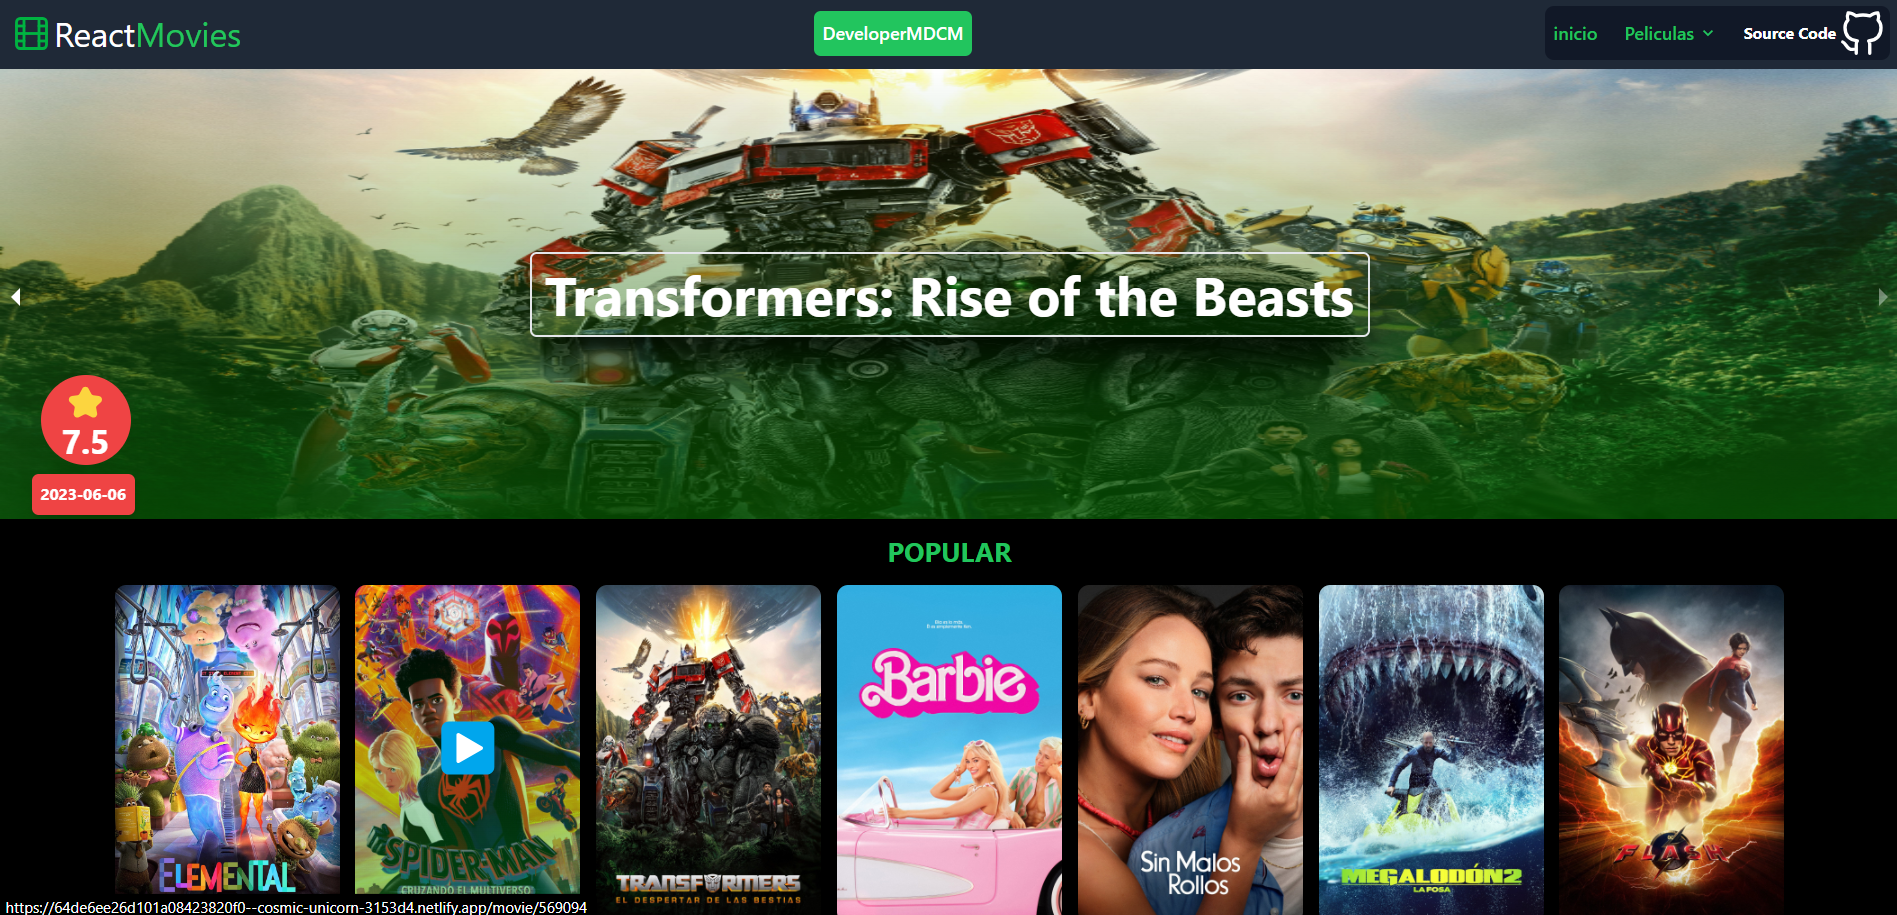 ReactMovies
DeveloperMDCM
inicio
Peliculas
Source Code
Transformers: Rise of the Beasts
7.5
2023-06-06
POPULAR
ELEMENTAL
SPIDER-MAN
CRUZANDO EL MULTIVERSO
TRANSFORMERS
EL DESPERTAR DE LAS BESTIAS
Barbie
Sin Malos
Rollos
MEGALODÓN 2
LA FOSA
FLASH
https://64de6ee26d101a08423820f0--cosmic-unicorn-3153d4.netlify.app/movie/569094